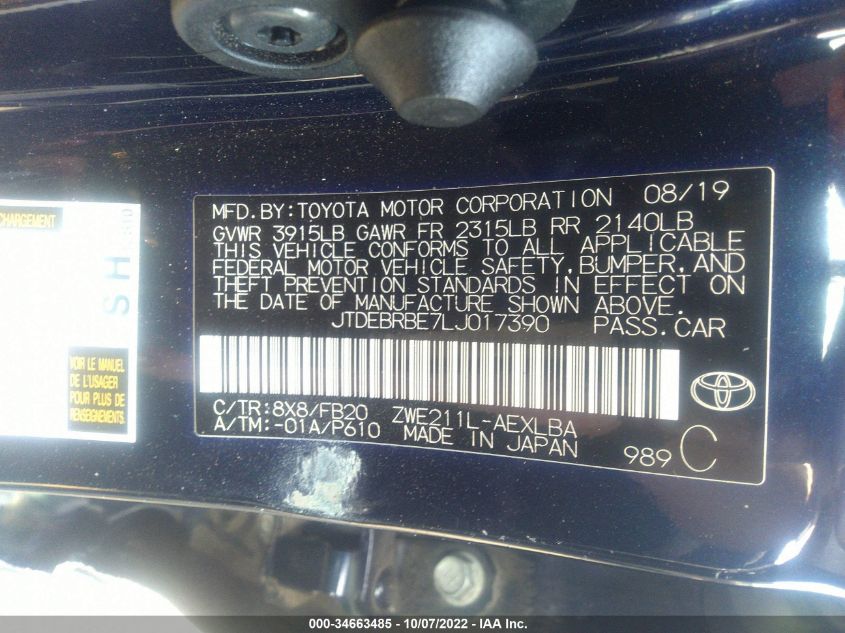 MFD.BY:TOYOTA MOTOR CORPORATION 08/19
GVWR 3915LB GAWR FR 2315LB RR 2140LB
THIS VEHICLE CONFORMS TO ALL APPLICABLE
FEDERAL MOTOR VEHICLE SAFETY,BUMPER,AND
THEFT PREVENTION STANDARDS IN EFFECT ON
THE DATE OF MANUFACTURE SHOWN ABOVE.
JTDEBRBE7LJ017390 PASS.CAR
C/TR:8X8/FB20 ZWE211L-AEXLBA
A/TM:-01A/P610 MADE IN JAPAN
989 C
CHARGEMENT
SH
VOIR LE MANUEL
DE L'USAGER
POUR PLUS DE
000-34663485 - 10/07/2022 - IAA Inc.